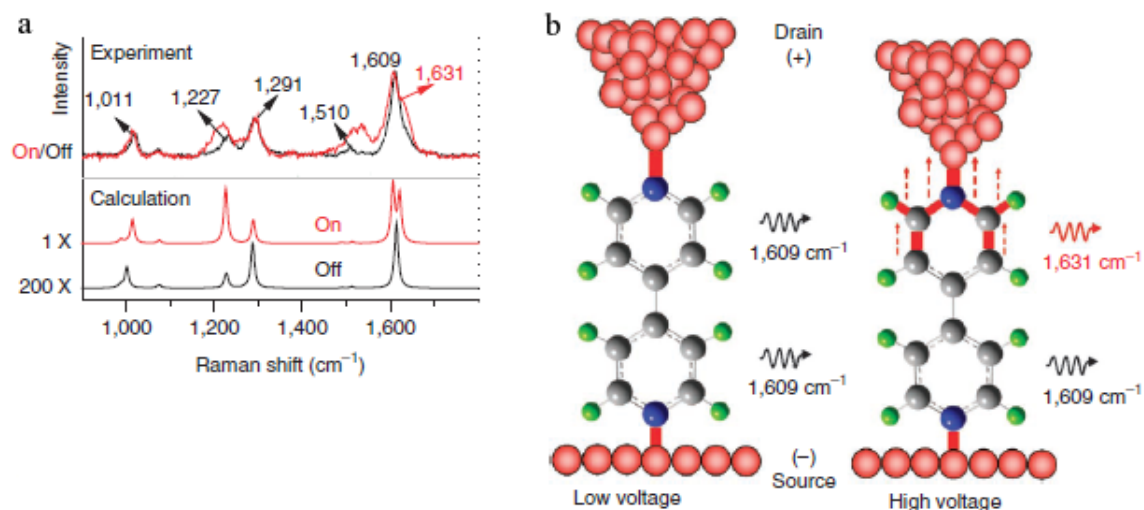 a
Experiment
Intensity
1,011
1,227
1,291
1,510
1,609
1,631
On/Off
Calculation
1 X
On
200 X
Off
1,000
1,200
1,400
1,600
Raman shift (cm⁻¹)
b
Drain
(+)
1,609 cm⁻¹
1,631 cm⁻¹
1,609 cm⁻¹
1,609 cm⁻¹
(–)
Source
Low voltage
High voltage